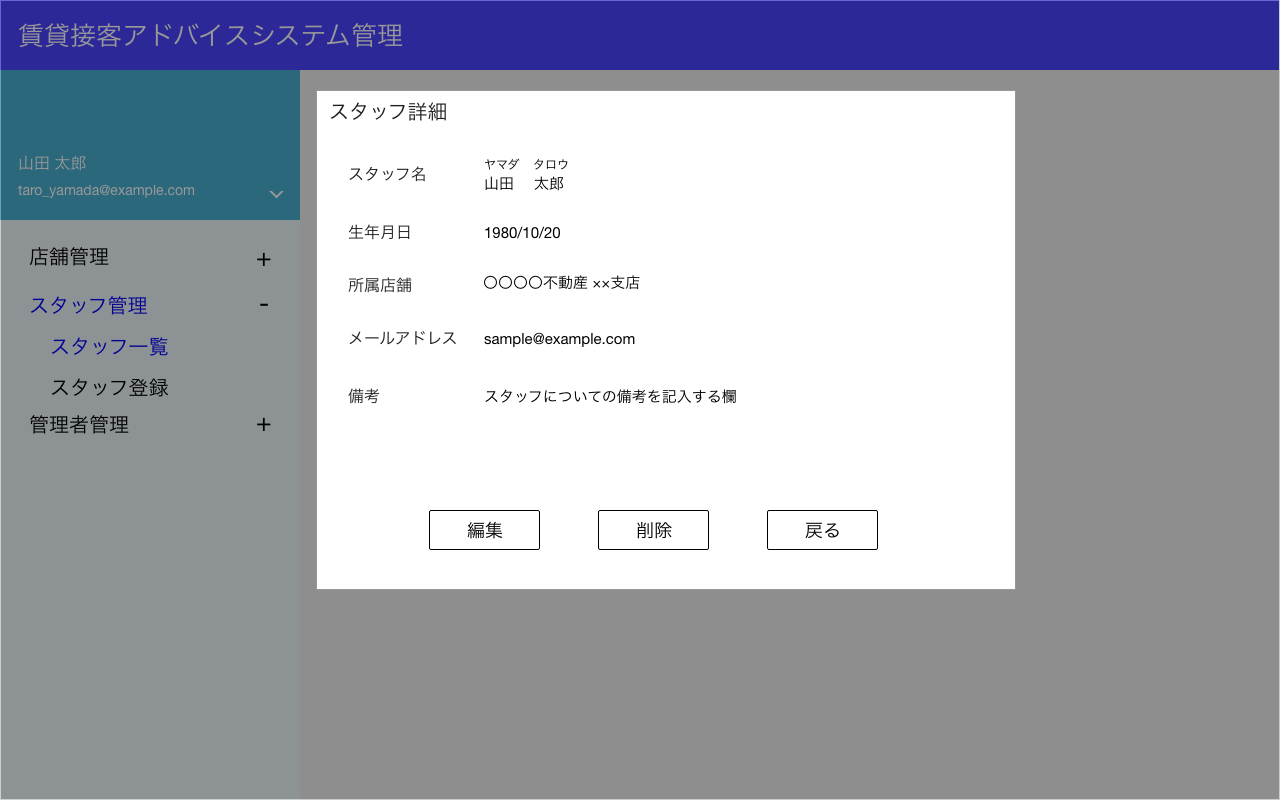 賃貸接客アドバイスシステム管理
山田 太郎
taro_yamada@example.com
店舗管理 +
スタッフ管理 -
スタッフ一覧
スタッフ登録
管理者管理 +
スタッフ詳細
スタッフ名
ヤマダ タロウ
山田 太郎
生年月日 1980/10/20
所属店舗 〇〇〇〇不動産 ××支店
メールアドレス sample@example.com
備考 スタッフについての備考を記入する欄
編集 削除 戻る